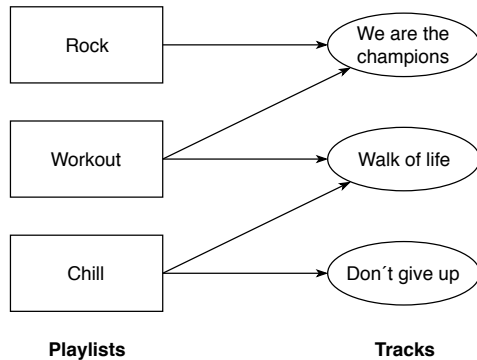 Rock
We are the
champions
Workout
Walk of life
Chill
Don´t give up
Playlists
Tracks